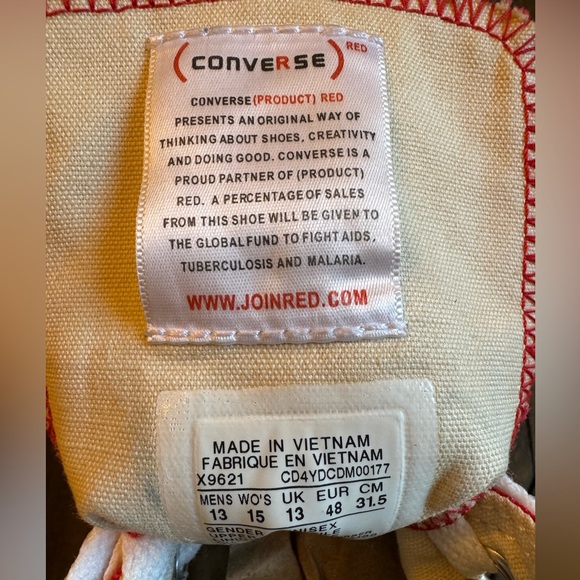 (CONVERSE) RED
CONVERSE (PRODUCT) RED
PRESENTS AN ORIGINAL WAY OF
THINKING ABOUT SHOES, CREATIVITY
AND DOING GOOD. CONVERSE IS A
PROUD PARTNER OF (PRODUCT)
RED. A PERCENTAGE OF SALES
FROM THIS SHOE WILL BE GIVEN TO
THE GLOBALFUND TO FIGHT AIDS,
TUBERCULOSIS AND MALARIA.
WWW.JOINRED.COM
MADE IN VIETNAM
FABRIQUE EN VIETNAM
X9621 CD4YDCDM00177
MENS WO'S UK EUR CM
13 15 13 48 31.5
GENDER